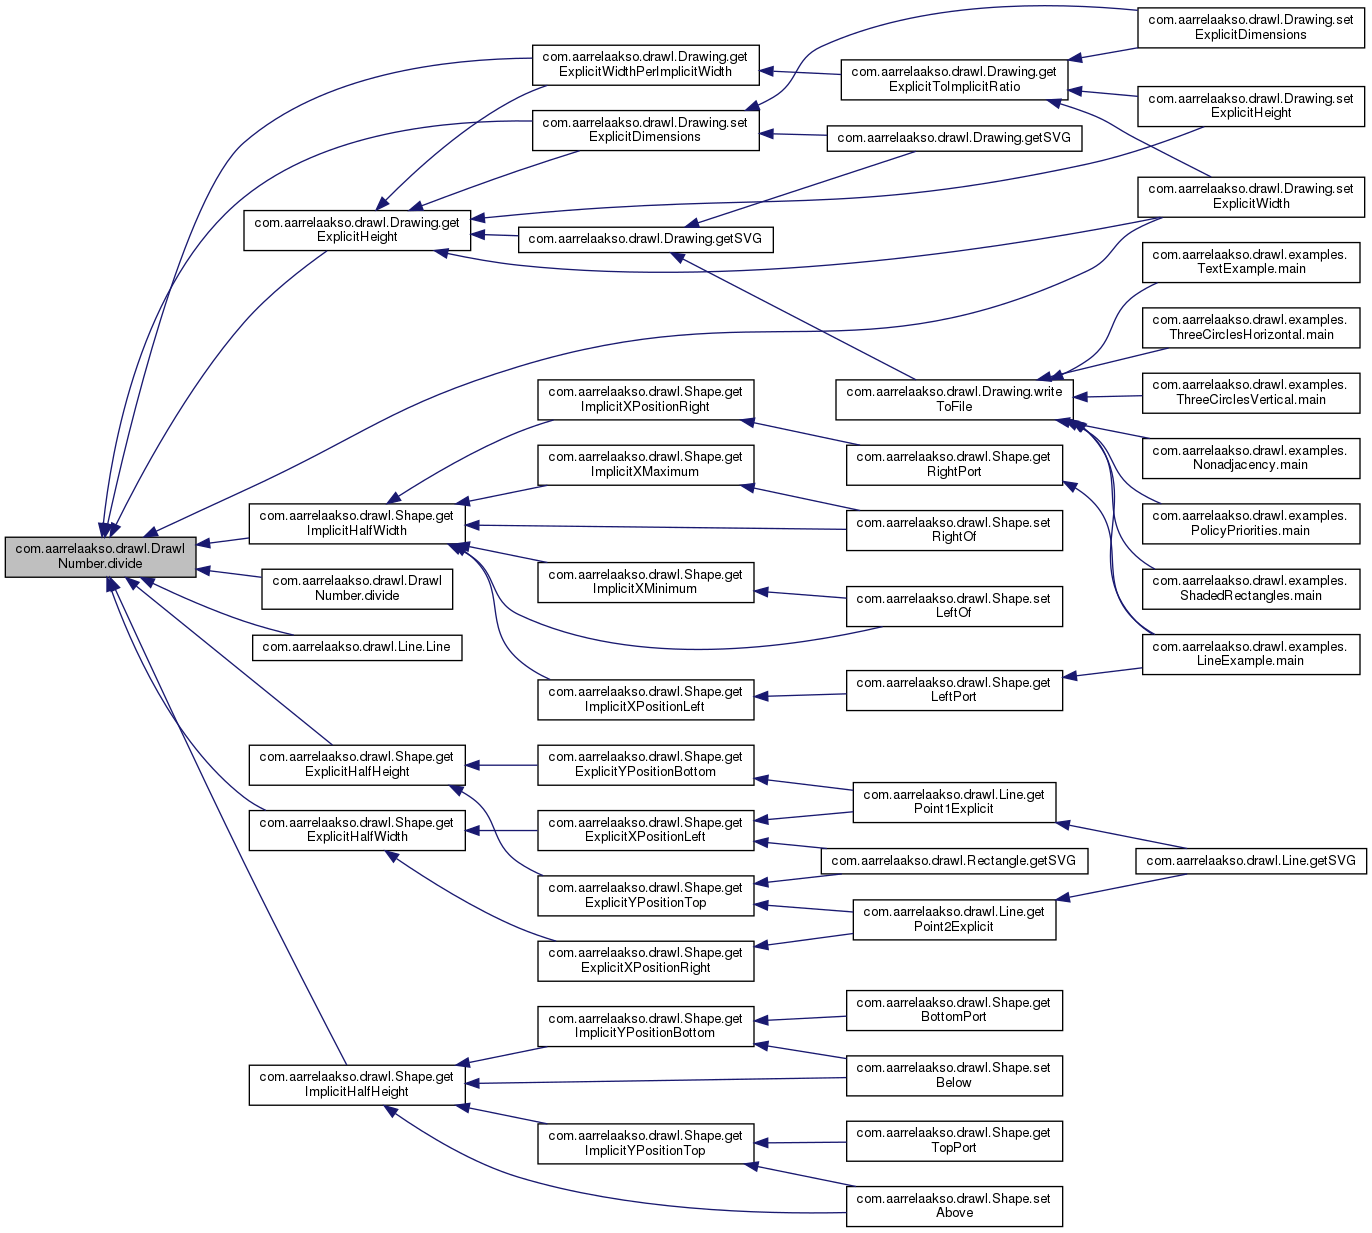 com.aarrelaakso.drawl.Drawl
Number.divide
com.aarrelaakso.drawl.Drawing.get
ExplicitHeight
com.aarrelaakso.drawl.Shape.get
ImplicitHalfWidth
com.aarrelaakso.drawl.Drawl
Number.divide
com.aarrelaakso.drawl.Line.Line
com.aarrelaakso.drawl.Shape.get
ExplicitHalfHeight
com.aarrelaakso.drawl.Shape.get
ExplicitHalfWidth
com.aarrelaakso.drawl.Shape.get
ImplicitHalfHeight
com.aarrelaakso.drawl.Drawing.get
ExplicitWidthPerImplicitWidth
com.aarrelaakso.drawl.Drawing.set
ExplicitDimensions
com.aarrelaakso.drawl.Drawing.getSVG
com.aarrelaakso.drawl.Shape.get
ImplicitXPositionRight
com.aarrelaakso.drawl.Shape.get
ImplicitXMaximum
com.aarrelaakso.drawl.Shape.get
ImplicitXMinimum
com.aarrelaakso.drawl.Shape.get
ImplicitXPositionLeft
com.aarrelaakso.drawl.Shape.get
ExplicitYPositionBottom
com.aarrelaakso.drawl.Shape.get
ExplicitXPositionLeft
com.aarrelaakso.drawl.Shape.get
ExplicitYPositionTop
com.aarrelaakso.drawl.Shape.get
ExplicitXPositionRight
com.aarrelaakso.drawl.Shape.get
ImplicitYPositionBottom
com.aarrelaakso.drawl.Shape.get
ImplicitYPositionTop
com.aarrelaakso.drawl.Drawing.get
ExplicitToImplicitRatio
com.aarrelaakso.drawl.Drawing.getSVG
com.aarrelaakso.drawl.Drawing.write
ToFile
com.aarrelaakso.drawl.Shape.get
RightPort
com.aarrelaakso.drawl.Shape.set
RightOf
com.aarrelaakso.drawl.Shape.set
LeftOf
com.aarrelaakso.drawl.Shape.get
LeftPort
com.aarrelaakso.drawl.Line.get
Point1Explicit
com.aarrelaakso.drawl.Rectangle.getSVG
com.aarrelaakso.drawl.Line.get
Point2Explicit
com.aarrelaakso.drawl.Shape.get
BottomPort
com.aarrelaakso.drawl.Shape.set
Below
com.aarrelaakso.drawl.Shape.get
TopPort
com.aarrelaakso.drawl.Shape.set
Above
com.aarrelaakso.drawl.Drawing.set
ExplicitDimensions
com.aarrelaakso.drawl.Drawing.set
ExplicitHeight
com.aarrelaakso.drawl.Drawing.set
ExplicitWidth
com.aarrelaakso.drawl.examples.
TextExample.main
com.aarrelaakso.drawl.examples.
ThreeCirclesHorizontal.main
com.aarrelaakso.drawl.examples.
ThreeCirclesVertical.main
com.aarrelaakso.drawl.examples.
Nonadjacency.main
com.aarrelaakso.drawl.examples.
PolicyPriorities.main
com.aarrelaakso.drawl.examples.
ShadedRectangles.main
com.aarrelaakso.drawl.examples.
LineExample.main
com.aarrelaakso.drawl.Line.getSVG